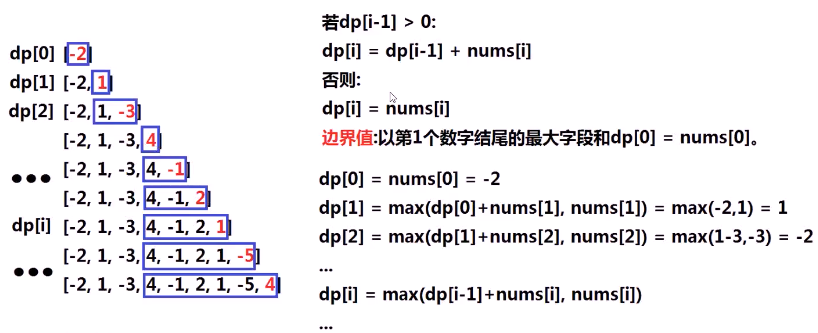 dp[0] [-2]
dp[1] [-2, 1]
dp[2] [-2, 1, -3]
[-2, 1, -3, 4]
●●● [-2, 1, -3, 4, -1]
[-2, 1, -3, 4, -1, 2]
dp[i] [-2, 1, -3, 4, -1, 2, 1]
●●● [-2, 1, -3, 4, -1, 2, 1, -5]
[-2, 1, -3, 4, -1, 2, 1, -5, 4]
若dp[i-1] > 0:
dp[i] = dp[i-1] + nums[i]
否则:
dp[i] = nums[i]
边界值:以第1个数字结尾的最大字段和dp[0] = nums[0]。
dp[0] = nums[0] = -2
dp[1] = max(dp[0]+nums[1], nums[1]) = max(-2,1) = 1
dp[2] = max(dp[1]+nums[2], nums[2]) = max(1-3,-3) = -2
...
dp[i] = max(dp[i-1]+nums[i], nums[i])
...